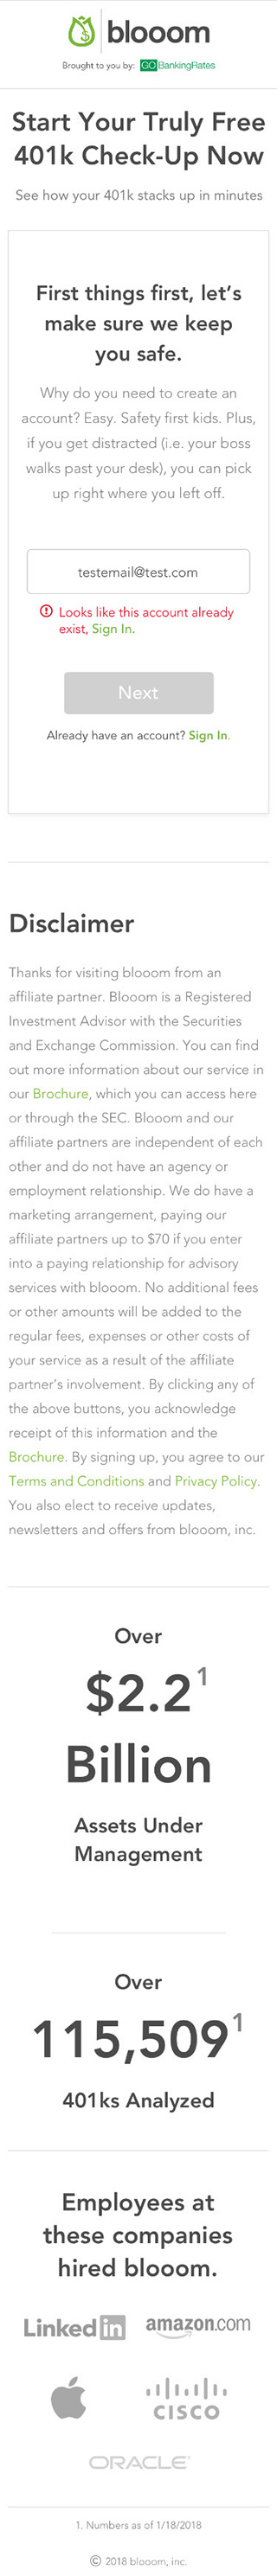 blooom
Brought to you by: GOBankingRates
Start Your Truly Free
401k Check-Up Now
See how your 401k stacks up in minutes
First things first, let's
make sure we keep
you safe.
Why do you need to create an
account? Easy. Safety first kids. Plus,
if you get distracted (i.e. your boss
walks past your desk), you can pick
up right where you left off.
testemail@test.com
Looks like this account already
exist, Sign In.
Next
Already have an account? Sign In.
Disclaimer
Thanks for visiting blooom from an
affiliate partner. Blooom is a Registered
Investment Advisor with the Securities
and Exchange Commission. You can find
out more information about our service in
our Brochure, which you can access here
or through the SEC. Blooom and our
affiliate partners are independent of each
other and do not have an agency or
employment relationship. We do have a
marketing arrangement, paying our
affiliate partners up to $70 if you enter
into a paying relationship for advisory
services with blooom. No additional fees
or other amounts will be added to the
regular fees, expenses or other costs of
your service as a result of the affiliate
partner's involvement. By clicking any of
the above buttons, you acknowledge
receipt of this information and the
Brochure. By signing up, you agree to our
Terms and Conditions and Privacy Policy.
You also elect to receive updates,
newsletters and offers from blooom, inc.
Over
$2.2 1
Billion
Assets Under
Management
Over
115,509 1
401ks Analyzed
Employees at
these companies
hired blooom.
LinkedIn amazon.com
CISCO
ORACLE
1. Numbers as of 1/18/2018
© 2018 blooom, inc.